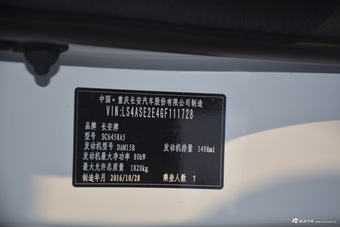 中国·重庆长安汽车股份有限公司制造
VIN:LS4ASE2E4GF111728
品牌 长安牌
型号 SC6458A5
发动机型号 DAM15B 发动机排量 1498ml
发动机最大净功率 80kW
最大允许总质量 1820kg
制造年月 2016/10/28 乘坐人数 7